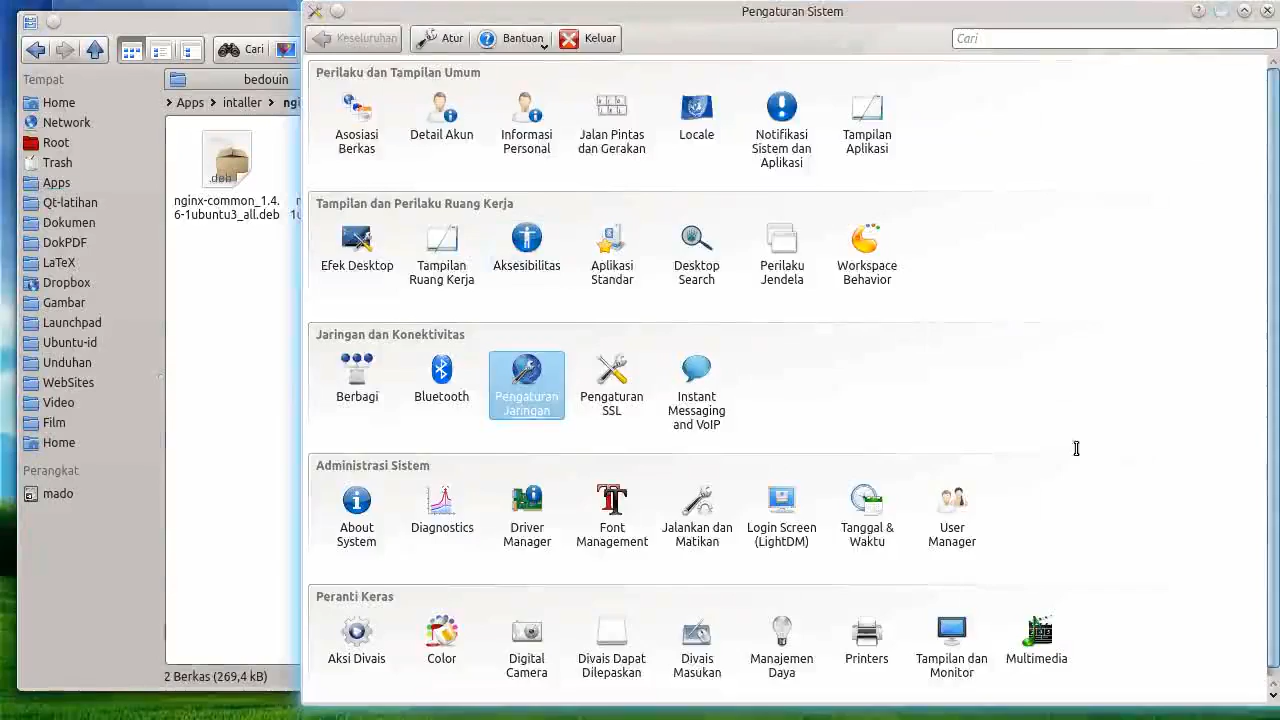 Pengaturan Sistem
Keseluruhan
Atur
Bantuan
Keluar
Cari
Perilaku dan Tampilan Umum
Asosiasi Berkas
Detail Akun
Informasi Personal
Jalan Pintas dan Gerakan
Locale
Notifikasi Sistem dan Aplikasi
Tampilan Aplikasi
Tampilan dan Perilaku Ruang Kerja
Efek Desktop
Tampilan Ruang Kerja
Aksesibilitas
Aplikasi Standar
Desktop Search
Perilaku Jendela
Workspace Behavior
Jaringan dan Konektivitas
Berbagi
Bluetooth
Pengaturan Jaringan
Pengaturan SSL
Instant Messaging and VoIP
Administrasi Sistem
About System
Diagnostics
Driver Manager
Font Management
Jalankan dan Matikan
Login Screen (LightDM)
Tanggal & Waktu
User Manager
Peranti Keras
Aksi Divais
Color
Digital Camera
Divais Dapat Dilepaskan
Divais Masukan
Manajemen Daya
Printers
Tampilan dan Monitor
Multimedia
Cari
Tempat
Home
Network
Root
Trash
Apps
Qt-latihan
Dokumen
DokPDF
LaTeX
Dropbox
Gambar
Launchpad
Ubuntu-id
Unduhan
WebSites
Video
Film
Home
Perangkat
mado
bedouin
> Apps > intaller >
.deb
nginx-common_1.4.
6-1ubuntu3_all.deb
2 Berkas (269,4 kB)